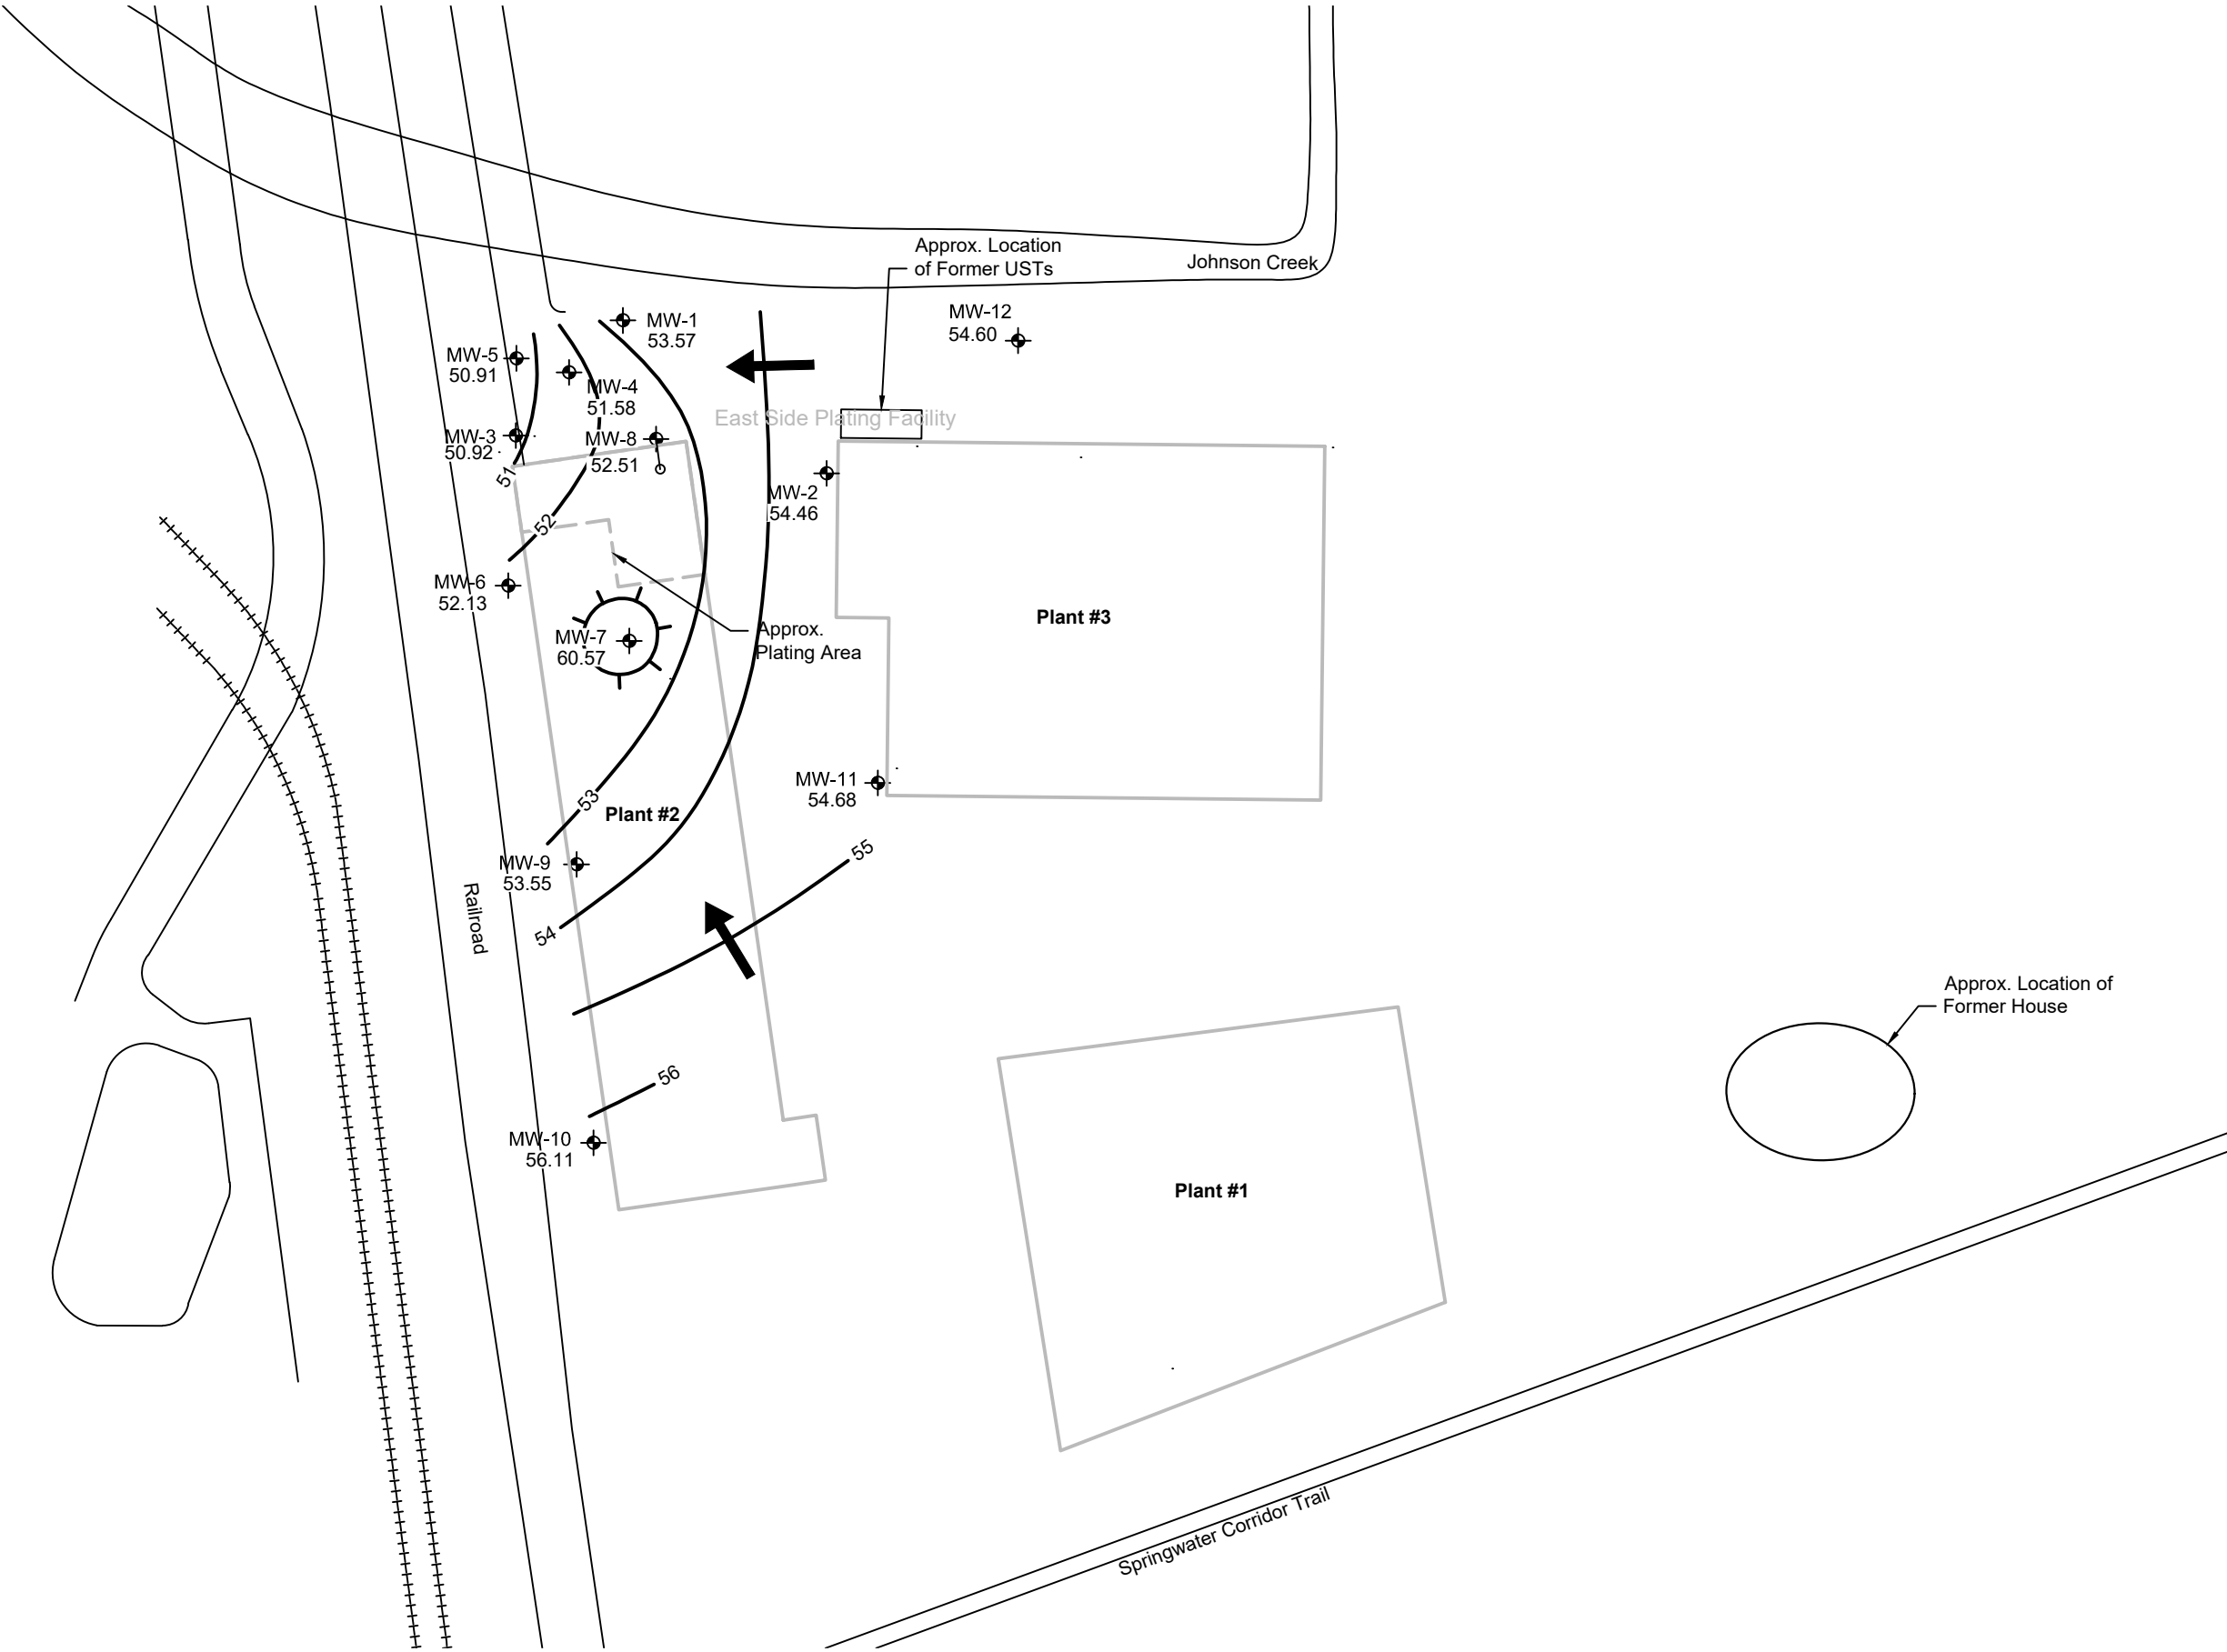 Approx. Location
of Former USTs
Johnson Creek
MW-12
54.60
MW-1
53.57
MW-5
50.91
MW-4
51.58
East Side Plating Facility
MW-3
50.92
MW-8
52.51
51
MW-2
54.46
52
MW-6
52.13
Plant #3
Approx.
Plating Area
MW-7
60.57
MW-11
54.68
53
Plant #2
55
MW-9
53.55
Railroad
54
Approx. Location of
Former House
56
MW-10
56.11
Plant #1
Springwater Corridor Trail